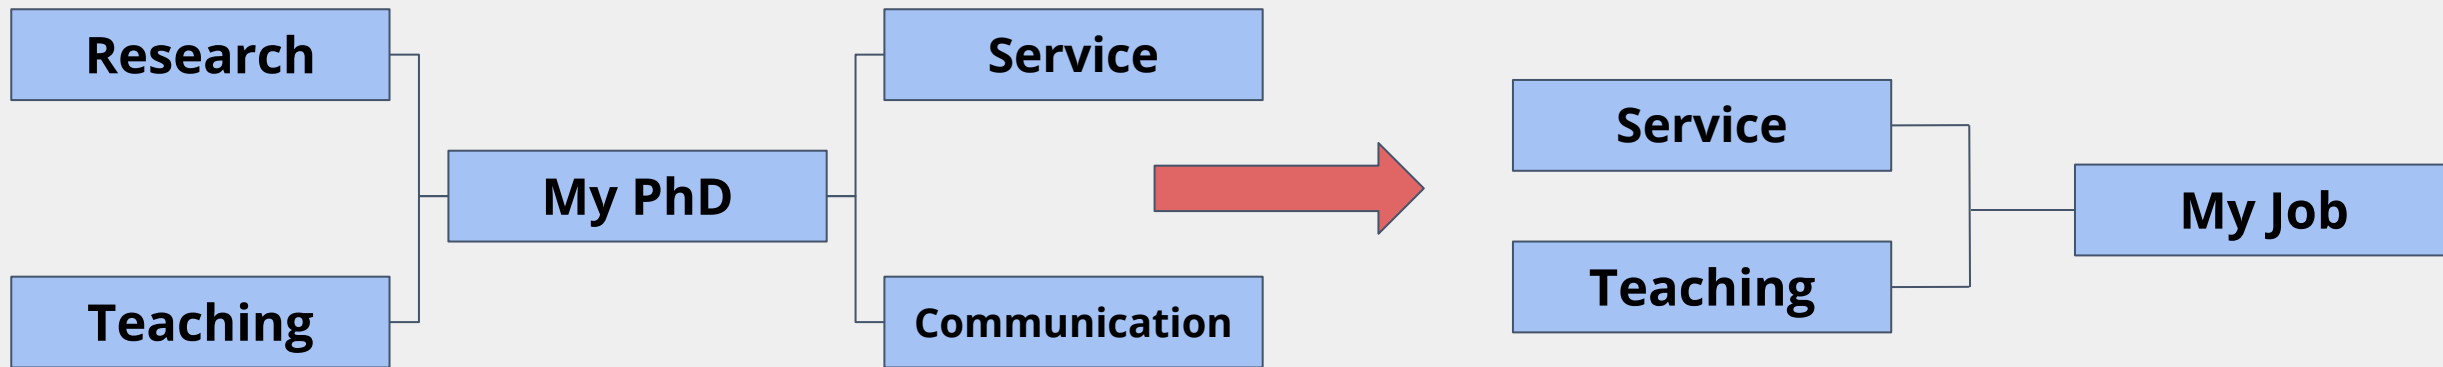 Research
Teaching
My PhD
Service
Communication
Service
Teaching
My Job